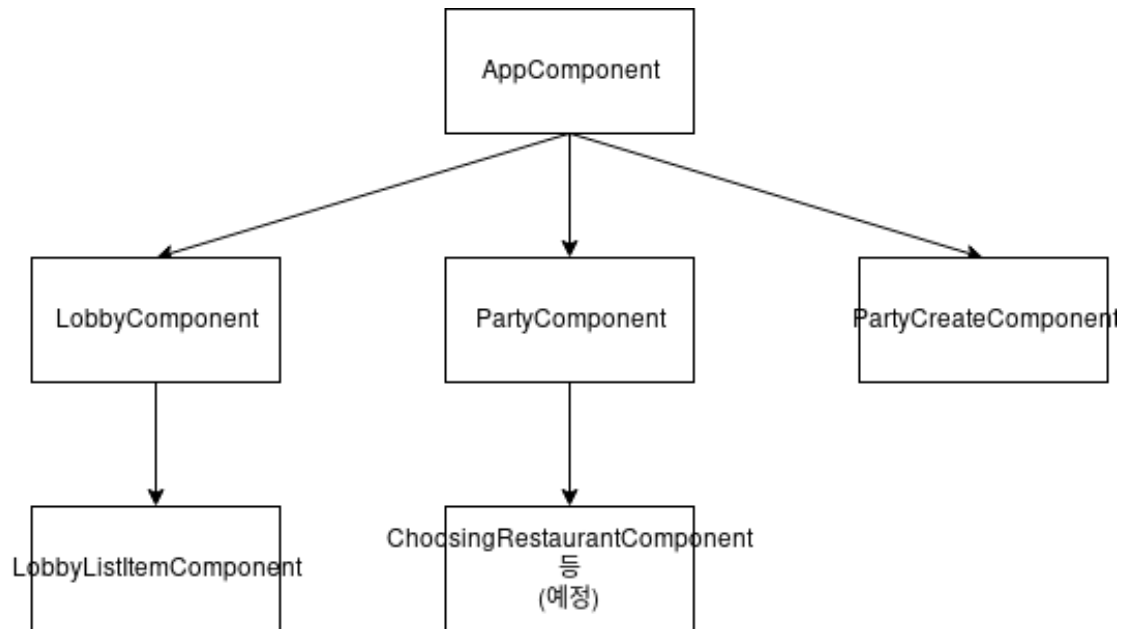 AppComponent
LobbyComponent
PartyComponent
PartyCreateComponent
LobbyListItemComponent
ChoosingRestaurantComponent
등
(예정)